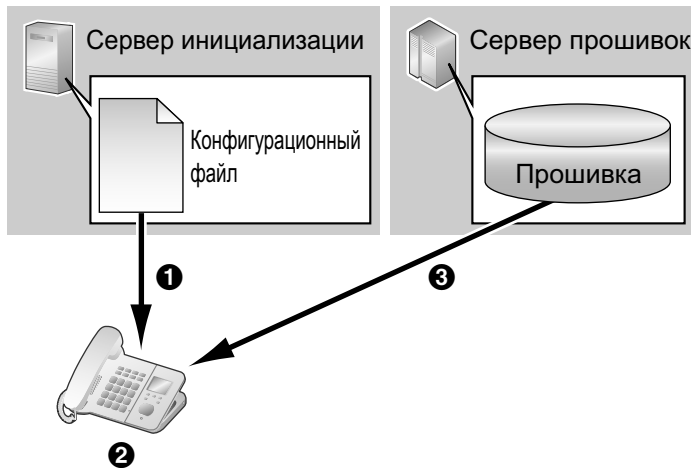 Сервер инициализации
Конфигурационный
файл
Сервер прошивок
Прошивка
❶
❸
❷